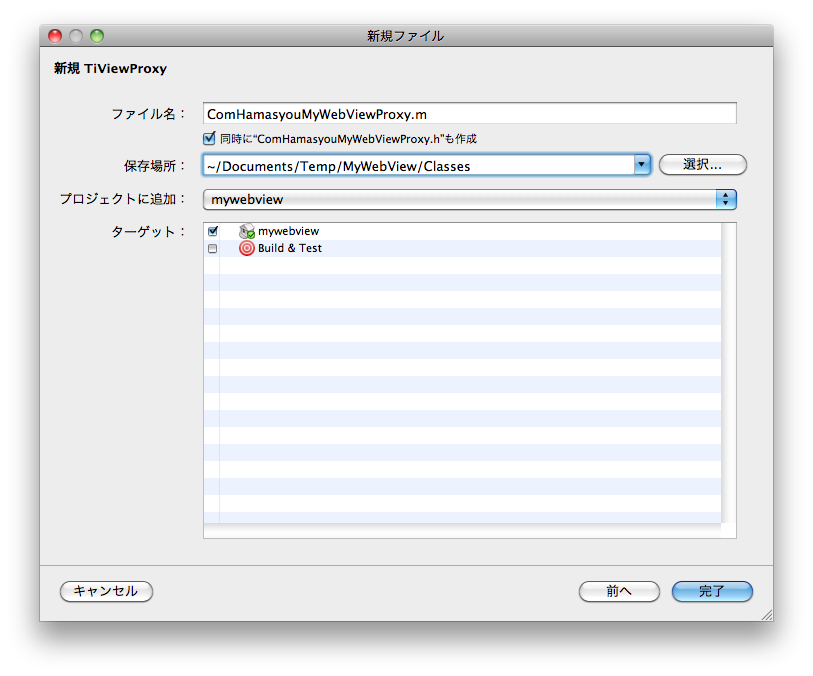 新規ファイル
新規 TiViewProxy
ファイル名： ComHamasyouMyWebViewProxy.m
同時に“ComHamasyouMyWebViewProxy.h”も作成
保存場所： ~/Documents/Temp/MyWebView/Classes 選択...
プロジェクトに追加： mywebview
ターゲット： mywebview
Build & Test
キャンセル 前へ 完了